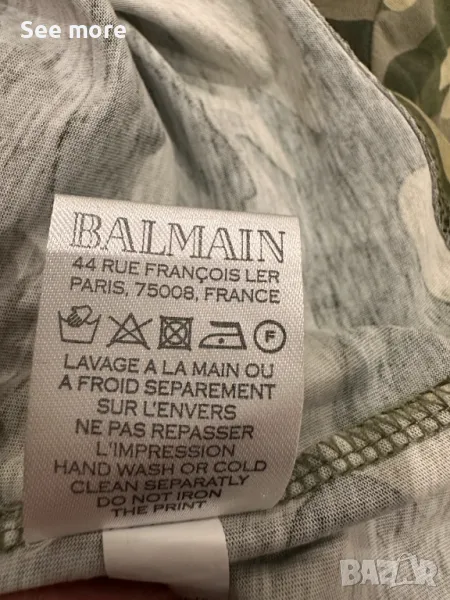 See more
BALMAIN
44 RUE FRANÇOIS LER
PARIS, 75008, FRANCE
F
LAVAGE A LA MAIN OU
A FROID SEPAREMENT
SUR L'ENVERS
NE PAS REPASSER
L'IMPRESSION
HAND WASH OR COLD
CLEAN SEPARATLY
DO NOT IRON
THE PRINT
BAZAR